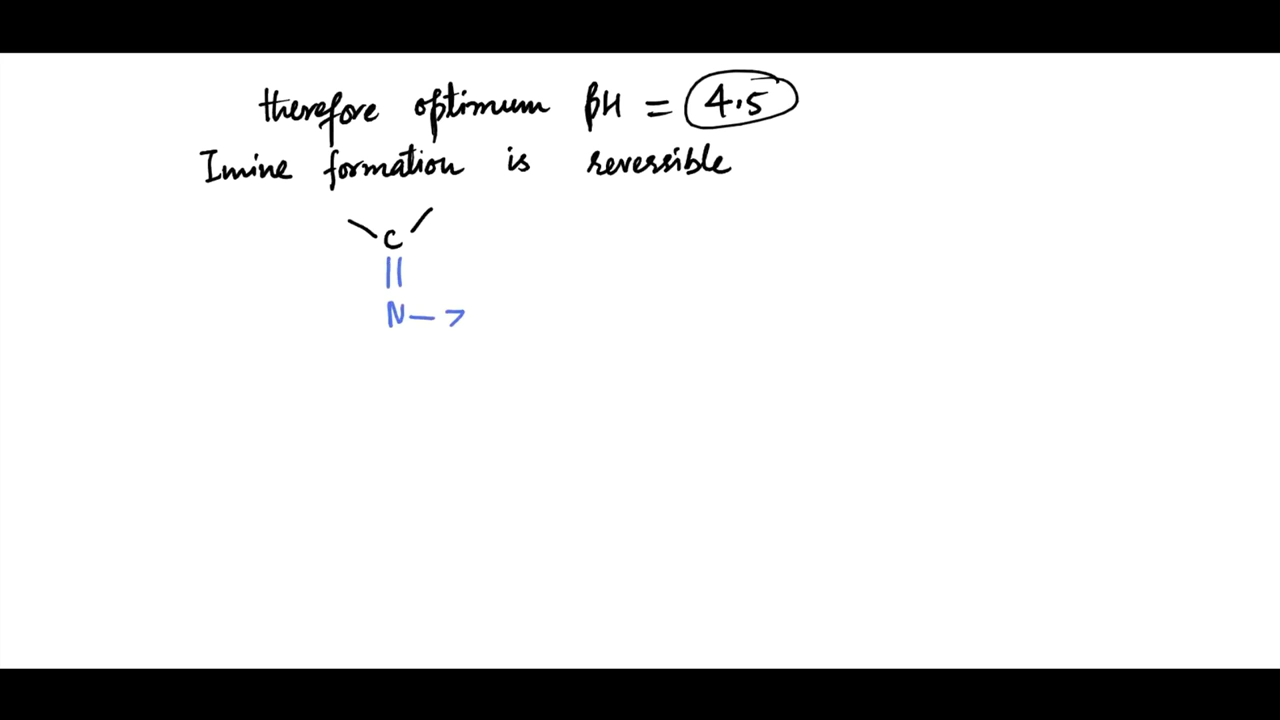 therefore optimum pH = 4.5
Imine formation is reversible
C
N